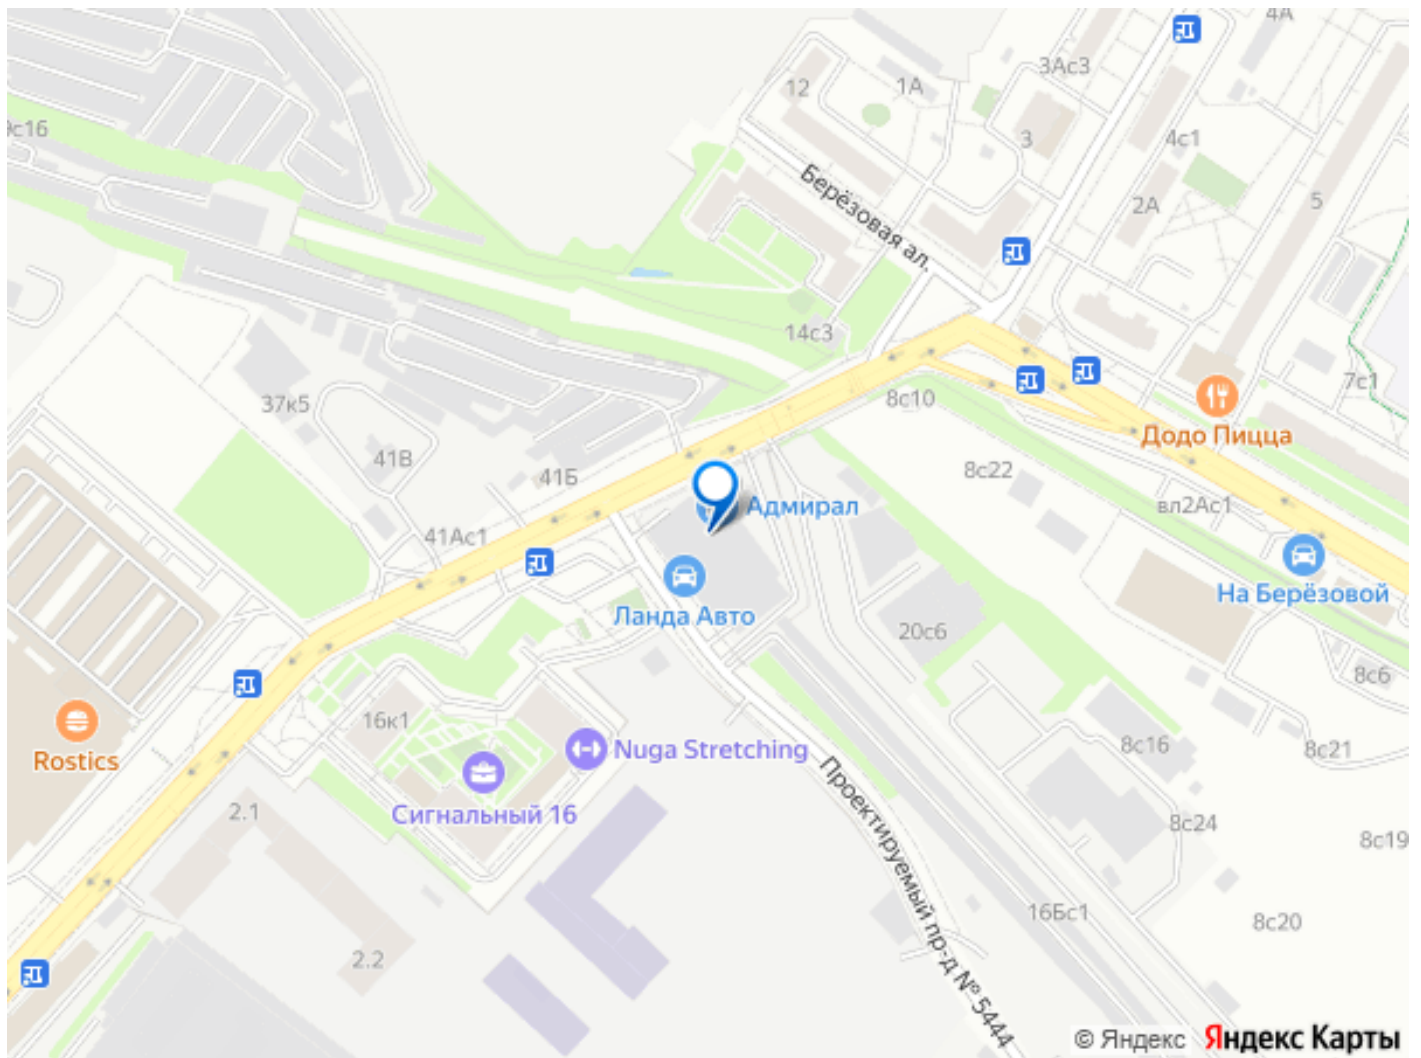 4А
3Ас3
12
1А
9с16
3
4с1
Берёзовая ал.
5
2А
14с3
7с1
37к5
8с10
Додо Пицца
41В
41Б
8с22
Адмирал
вл2Ас1
41Ас1
На Берёзовой
Ланда Авто
20с6
8с6
16к1
Rostics
Nuga Stretching
8с16
8с21
Сигнальный 16
2.1
Проектируемый пр-д № 5444
8с24
8с19
16Бс1
8с20
2.2
© Яндекс Яндекс Карты